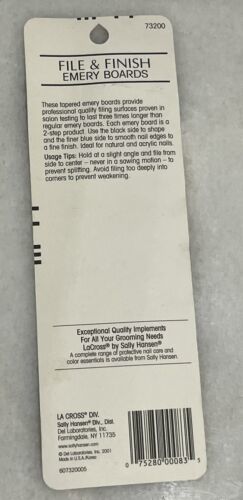 73200
FILE & FINISH
EMERY BOARDS
These tapered emery boards provide
professional quality filing surfaces proven in
salon testing to last three times longer than
regular emery boards. Each emery board is a
2-step product. Use the black side to shape
and the finer blue side to smooth nail edges to
a fine finish. Ideal for natural and acrylic nails.
Usage Tips: Hold at a slight angle and file from
side to center – never in a sawing motion – to
prevent splitting. Avoid filing too deeply into
corners to prevent weakening.
Exceptional Quality Implements
For All Your Grooming Needs
LaCross® by Sally Hansen®
A complete range of protective nail care and
color essentials is available from Sally Hansen.
LA CROSS® DIV.
Sally Hansen® Div., Dist.
Del Laboratories, Inc.
Farmingdale, NY 11735
www.sallyhansen.com
© Del Laboratories, Inc. 2001
Made in U.S.A./Korea
607320005
0 75280 00083 5